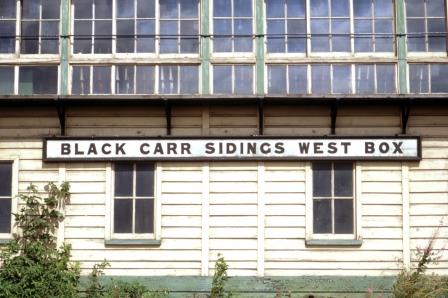 BLACK CARR SIDINGS WEST BOX